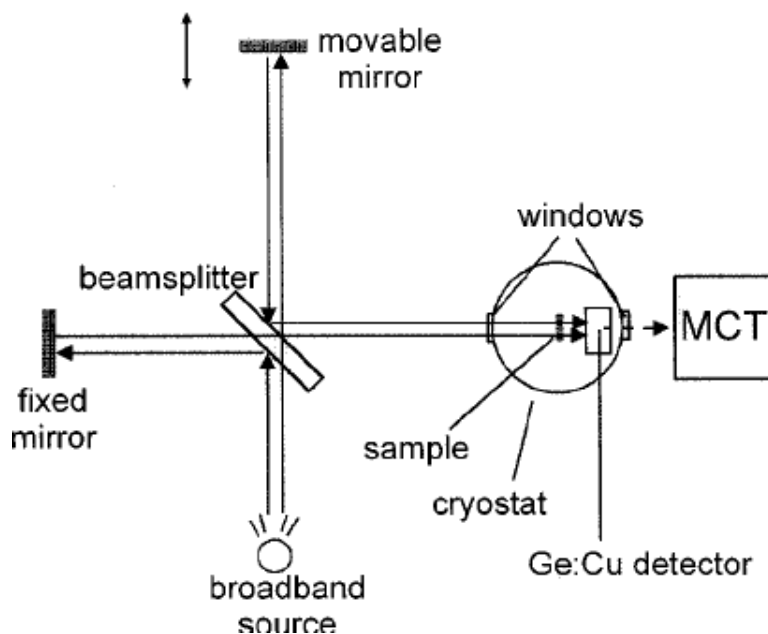 movable
mirror
windows
beamsplitter
MCT
fixed
mirror
sample
cryostat
Ge:Cu detector
broadband
source